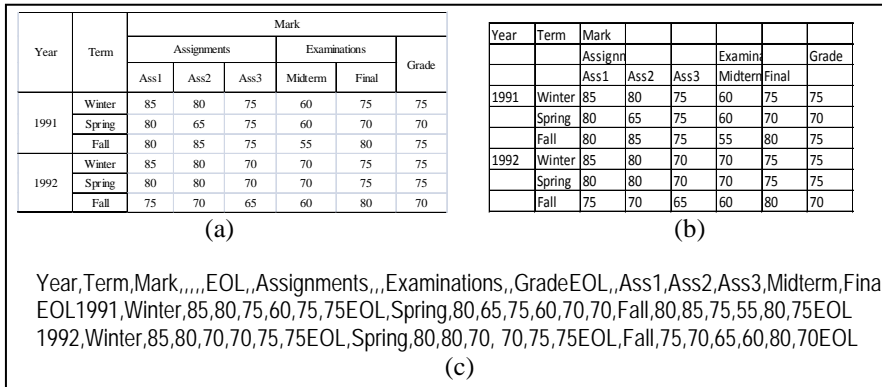 Mark
Year Term Assignments Examinations Grade
Ass1 Ass2 Ass3 Midterm Final
1991 Winter 85 80 75 60 75 75
Spring 80 65 75 60 70 70
Fall 80 85 75 55 80 75
1992 Winter 85 80 70 70 75 75
Spring 80 80 70 70 75 75
Fall 75 70 65 60 80 70
(a)
Year Term Mark
Assignn Examina Grade
Ass1 Ass2 Ass3 Midterm Final
1991 Winter 85 80 75 60 75 75
Spring 80 65 75 60 70 70
Fall 80 85 75 55 80 75
1992 Winter 85 80 70 70 75 75
Spring 80 80 70 70 75 75
Fall 75 70 65 60 80 70
(b)
Year,Term,Mark,,,,,EOL,,Assignments,,,Examinations,,GradeEOL,,Ass1,Ass2,Ass3,Midterm,Fina
EOL1991,Winter,85,80,75,60,75,75EOL,Spring,80,65,75,60,70,70,Fall,80,85,75,55,80,75EOL
1992,Winter,85,80,70,70,75,75EOL,Spring,80,80,70, 70,75,75EOL,Fall,75,70,65,60,80,70EOL
(c)